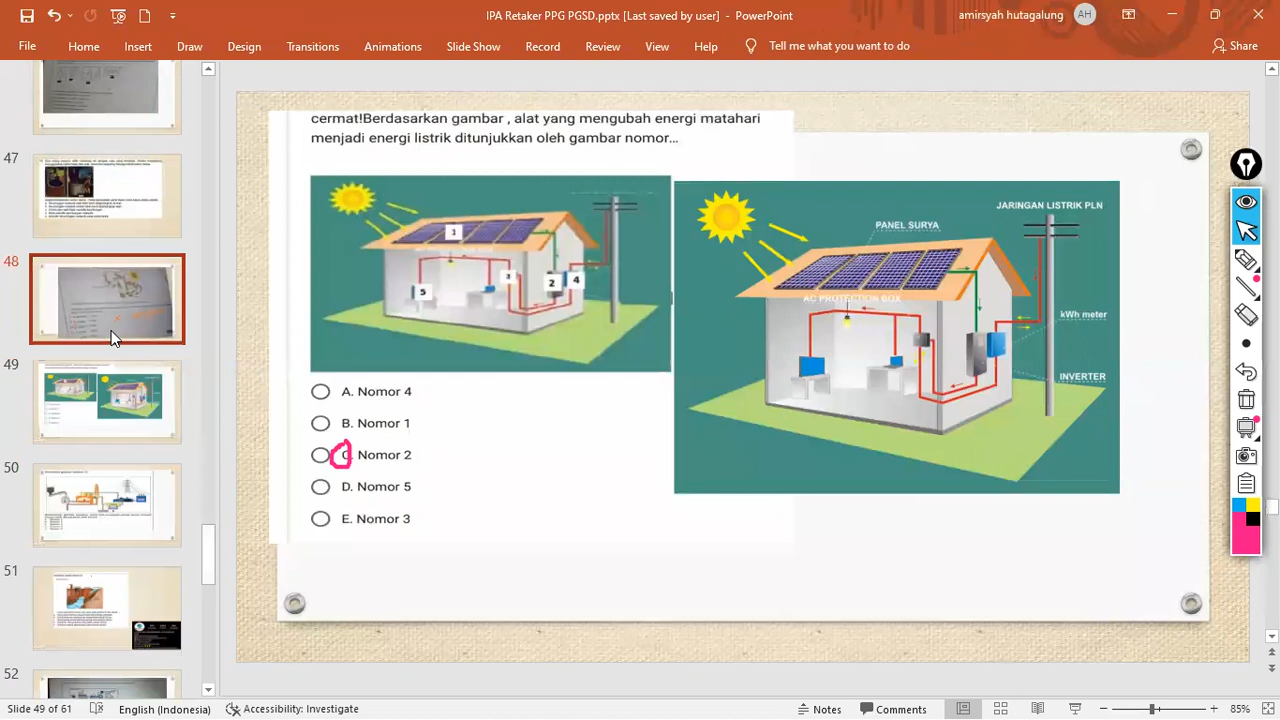 IPA Retaker PPG PGSD.pptx [Last saved by user] - PowerPoint
amirsyah hutagalung
AH
File
Home
Insert
Draw
Design
Transitions
Animations
Slide Show
Record
Review
View
Help
Tell me what you want to do
Share
47
48
49
50
51
52
cermat!Berdasarkan gambar , alat yang mengubah energi matahari
menjadi energi listrik ditunjukkan oleh gambar nomor...
1
2
3
4
5
A. Nomor 4
B. Nomor 1
C. Nomor 2
D. Nomor 5
E. Nomor 3
JARINGAN LISTRIK PLN
PANEL SURYA
AC PROTECTION BOX
kWh meter
INVERTER
Slide 49 of 61
English (Indonesia)
Accessibility: Investigate
Notes
Comments
85%